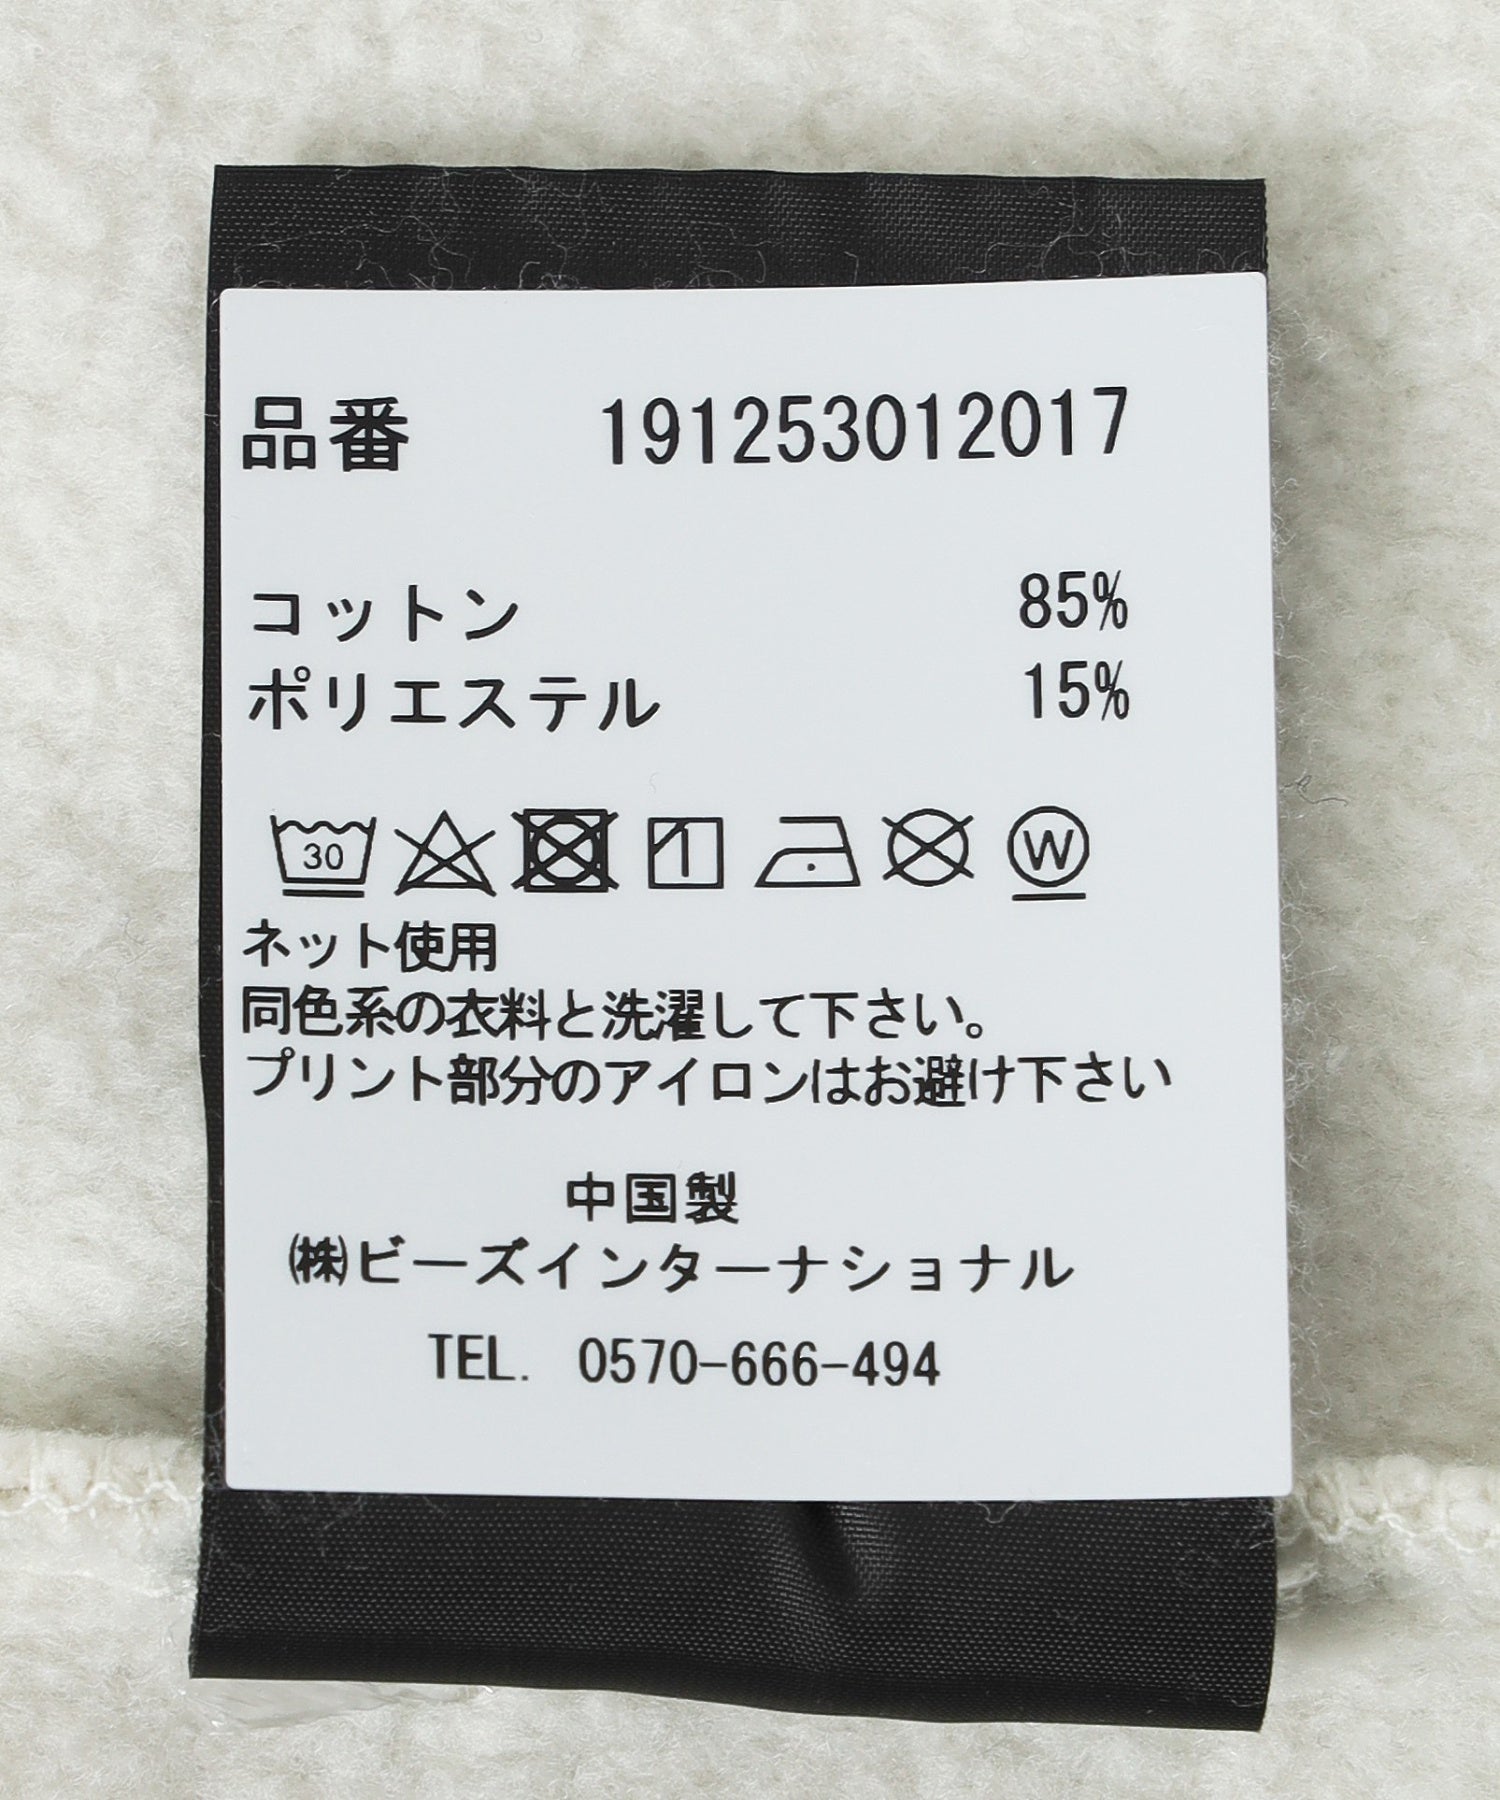 品番 191253012017
コットン 85%
ポリエステル 15%
30 W
ネット使用
同色系の衣料と洗濯して下さい。
プリント部分のアイロンはお避け下さい
中国製
㈱ビーズインターナショナル
TEL. 0570-666-494